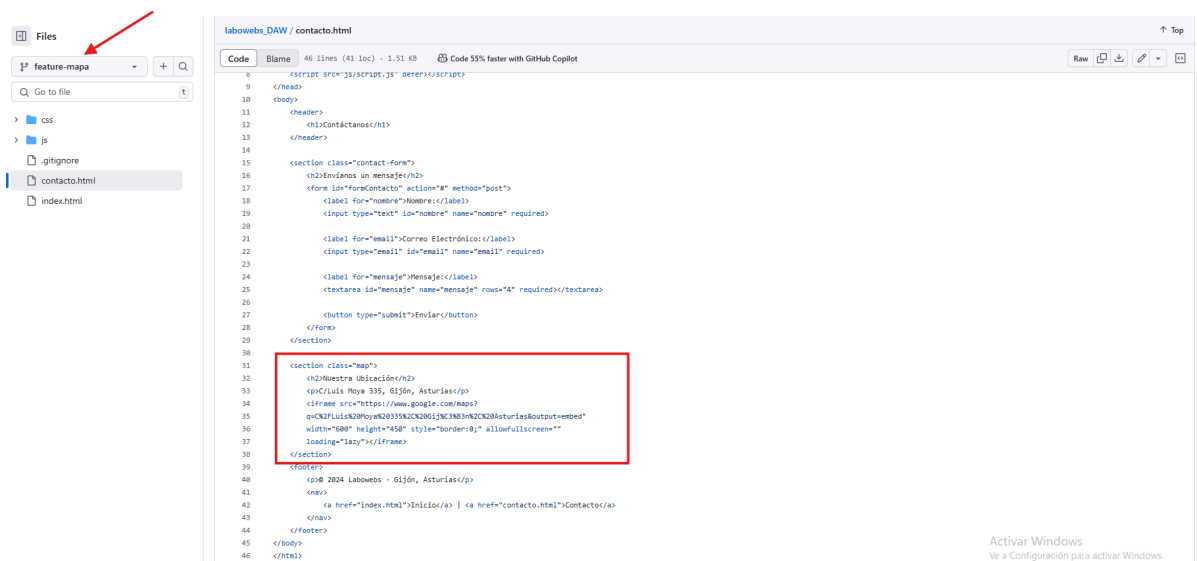 Files
feature-mapa
Go to file
t
css
js
.gitignore
contacto.html
index.html
labowebs_DAW / contacto.html
Top
Code Blame 46 lines (41 loc) · 1.51 KB Code 55% faster with GitHub Copilot
Raw
8 <script src="js/script.js" defer></script>
9 </head>
10 <body>
11 <header>
12 <h1>Contáctanos</h1>
13 </header>
14
15 <section class="contact-form">
16 <h2>Envíanos un mensaje</h2>
17 <form id="formContacto" action="#" method="post">
18 <label for="nombre">Nombre:</label>
19 <input type="text" id="nombre" name="nombre" required>
20
21 <label for="email">Correo Electrónico:</label>
22 <input type="email" id="email" name="email" required>
23
24 <label for="mensaje">Mensaje:</label>
25 <textarea id="mensaje" name="mensaje" rows="4" required></textarea>
26
27 <button type="submit">Enviar</button>
28 </form>
29 </section>
30
31 <section class="map">
32 <h2>Nuestra Ubicación</h2>
33 <p>C/Luis Moya 335, Gijón, Asturias</p>
34 <iframe src="https://www.google.com/maps?
35 q=C%2FLuis%20Moya%20335%2C%20Gij%C3%B3n%2C%20Asturias&output=embed"
36 width="600" height="450" style="border:0;" allowfullscreen=""
37 loading="lazy"></iframe>
38 </section>
39 <footer>
40 <p>© 2024 Labowebs - Gijón, Asturias</p>
41 <nav>
42 <a href="index.html">Inicio</a> | <a href="contacto.html">Contacto</a>
43 </nav>
44 </footer>
45 </body>
46 </html>
Activar Windows
Ve a Configuración para activar Windows.